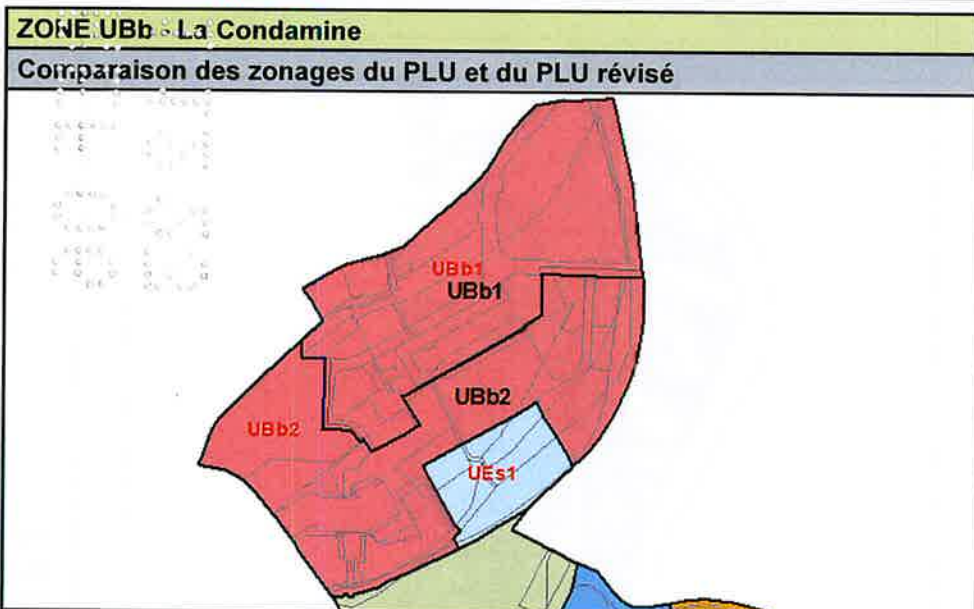 ZONE UBb - La Condamine
Comparaison des zonages du PLU et du PLU révisé
UBb1
UBb1
UBb2
UBb2
UEs1